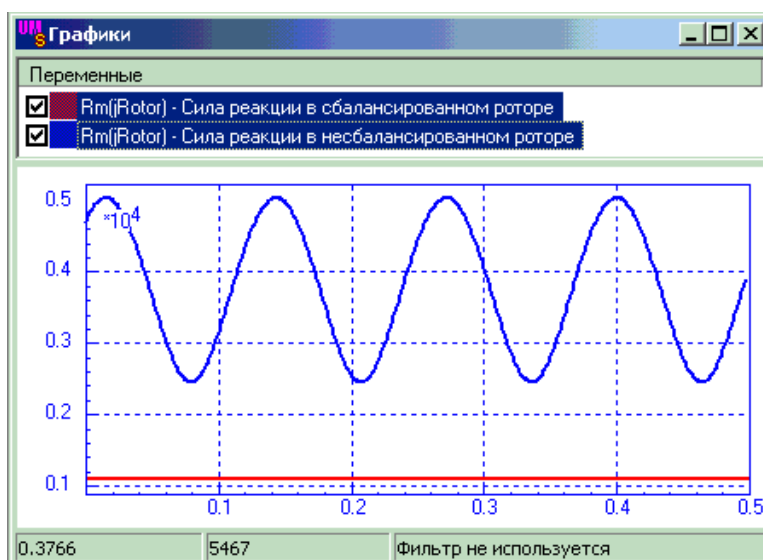 UM
S Графики
Переменные
Rm(jRotor) - Сила реакции в сбалансированном роторе
Rm(jRotor) - Сила реакции в несбалансированном роторе
0.5
*10^4
0.4
0.3
0.2
0.1
0.1 0.2 0.3 0.4 0.5
0.3766 5467 Фильтр не используется